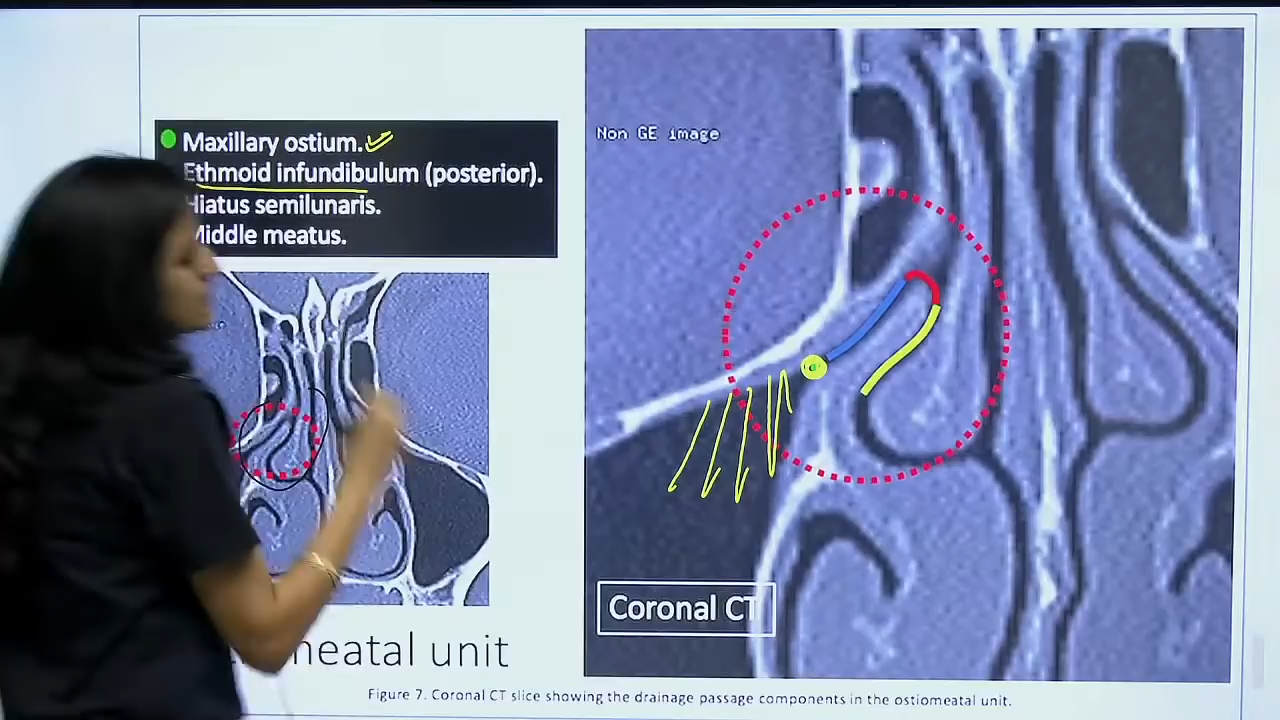 Maxillary ostium.
Ethmoid infundibulum (posterior).
Hiatus semilunaris.
Middle meatus.
Non GE image
Coronal CT
meatal unit
Figure 7. Coronal CT slice showing the drainage passage components in the ostiomeatal unit.